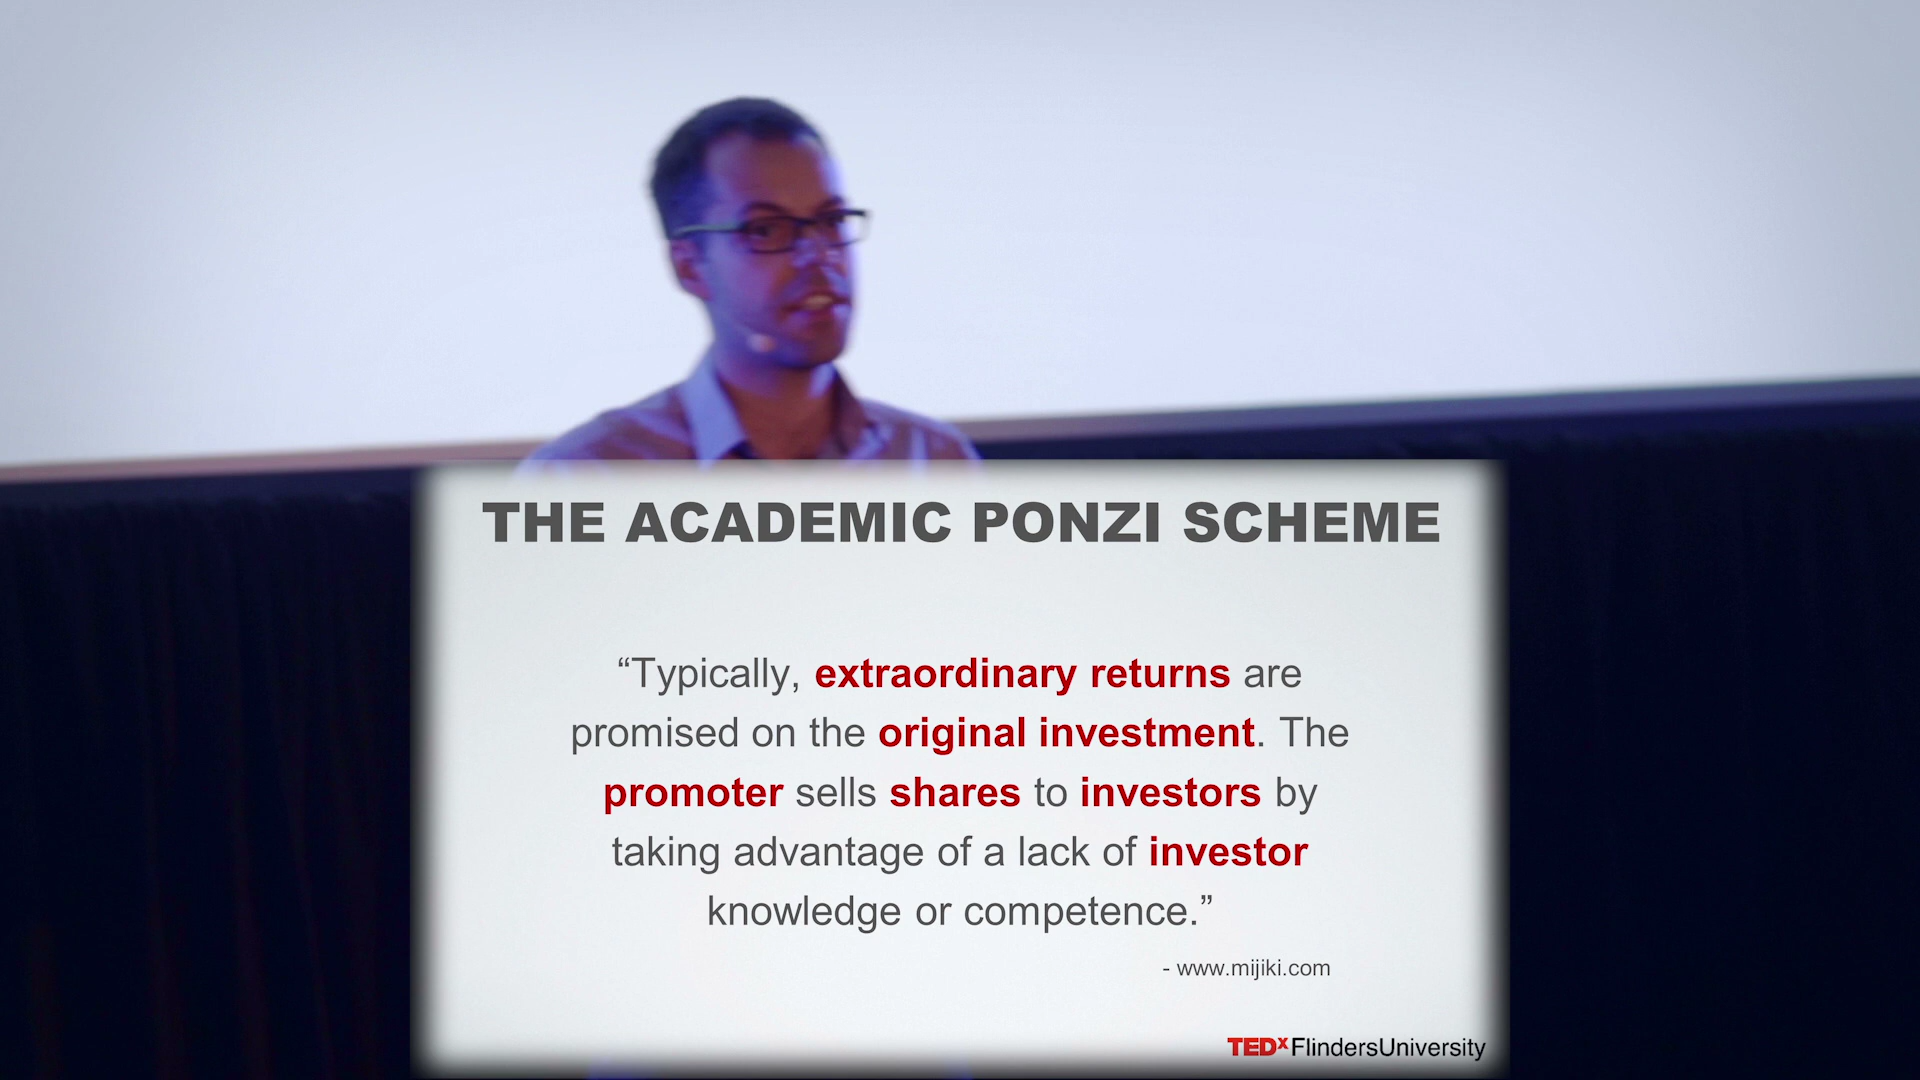 THE ACADEMIC PONZI SCHEME
“Typically, extraordinary returns are
promised on the original investment. The
promoter sells shares to investors by
taking advantage of a lack of investor
knowledge or competence.”
- www.mijiki.com
TEDxFlindersUniversity